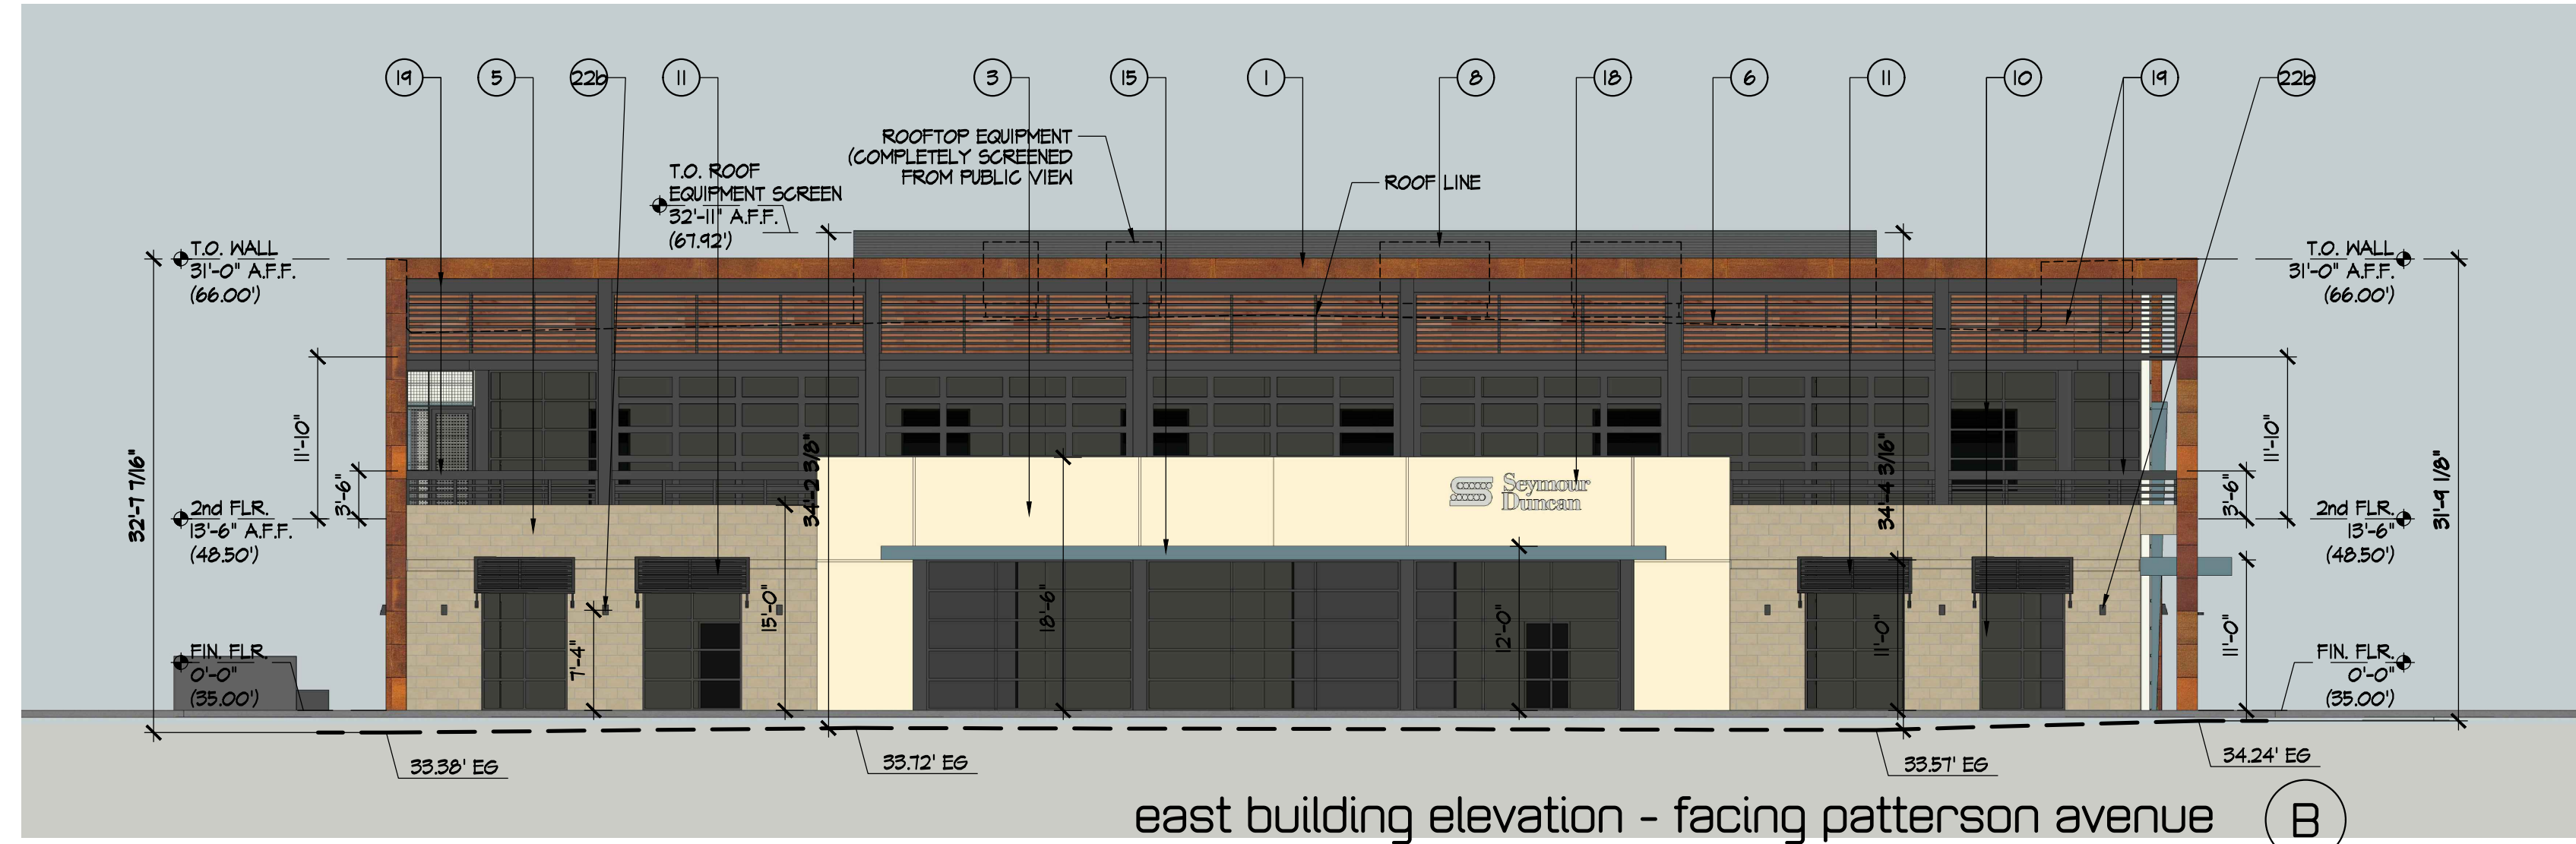 19
5
22b
11
3
15
1
8
18
6
11
10
19
22b
ROOFTOP EQUIPMENT
(COMPLETELY SCREENED
FROM PUBLIC VIEW
T.O. ROOF
EQUIPMENT SCREEN
32'-11" A.F.F.
(67.92')
ROOF LINE
T.O. WALL
31'-0" A.F.F.
(66.00')
T.O. WALL
31'-0" A.F.F.
(66.00')
32'-7 7/16"
11'-10"
3'-6"
34'-2 3/8"
34'-4 3/16"
11'-10"
3'-6"
31'-9 1/8"
Seymour
Duncan
2nd FLR.
13'-6" A.F.F.
(48.50')
2nd FLR.
13'-6"
(48.50')
7'-4"
15'-0"
18'-6"
12'-0"
11'-0"
11'-0"
FIN. FLR.
0'-0"
(35.00')
FIN. FLR.
0'-0"
(35.00')
33.38' EG
33.72' EG
33.57' EG
34.24' EG
east building elevation - facing patterson avenue
B